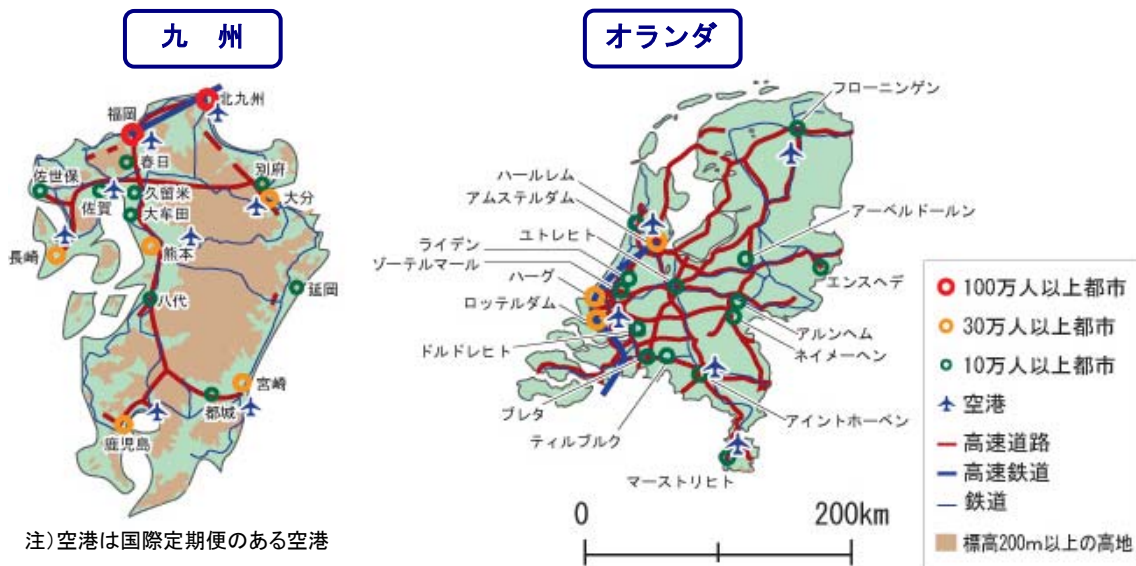 九 州
オランダ
北九州
福岡
春日
別府
佐世保
久留米
大分
佐賀
大牟田
熊本
長崎
八代
延岡
宮崎
都城
鹿児島
注)空港は国際定期便のある空港
フローニンゲン
ハールレム
アムステルダム
アーペルドールン
ユトレヒト
ライデン
ゾーテルマール
ハーグ
エンスヘデ
ロッテルダム
アルンヘム
ネイメーヘン
ドルドレヒト
ブレタ
アイントホーベン
ティルブルク
マーストリヒト
0 200km
100万人以上都市
30万人以上都市
10万人以上都市
空港
高速道路
高速鉄道
鉄道
標高200m以上の高地